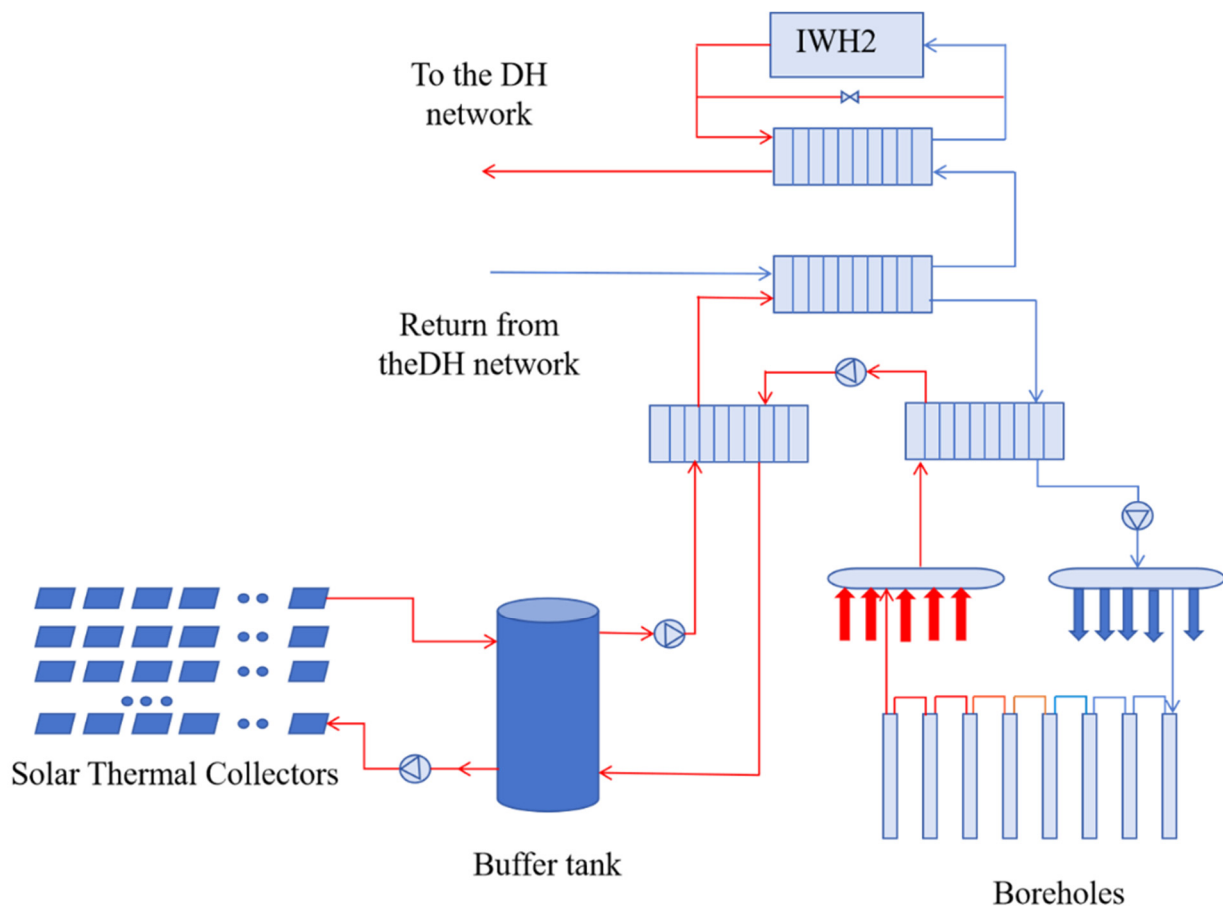 IWH2
To the DH
network
Return from
theDH network
Solar Thermal Collectors
Buffer tank
Boreholes